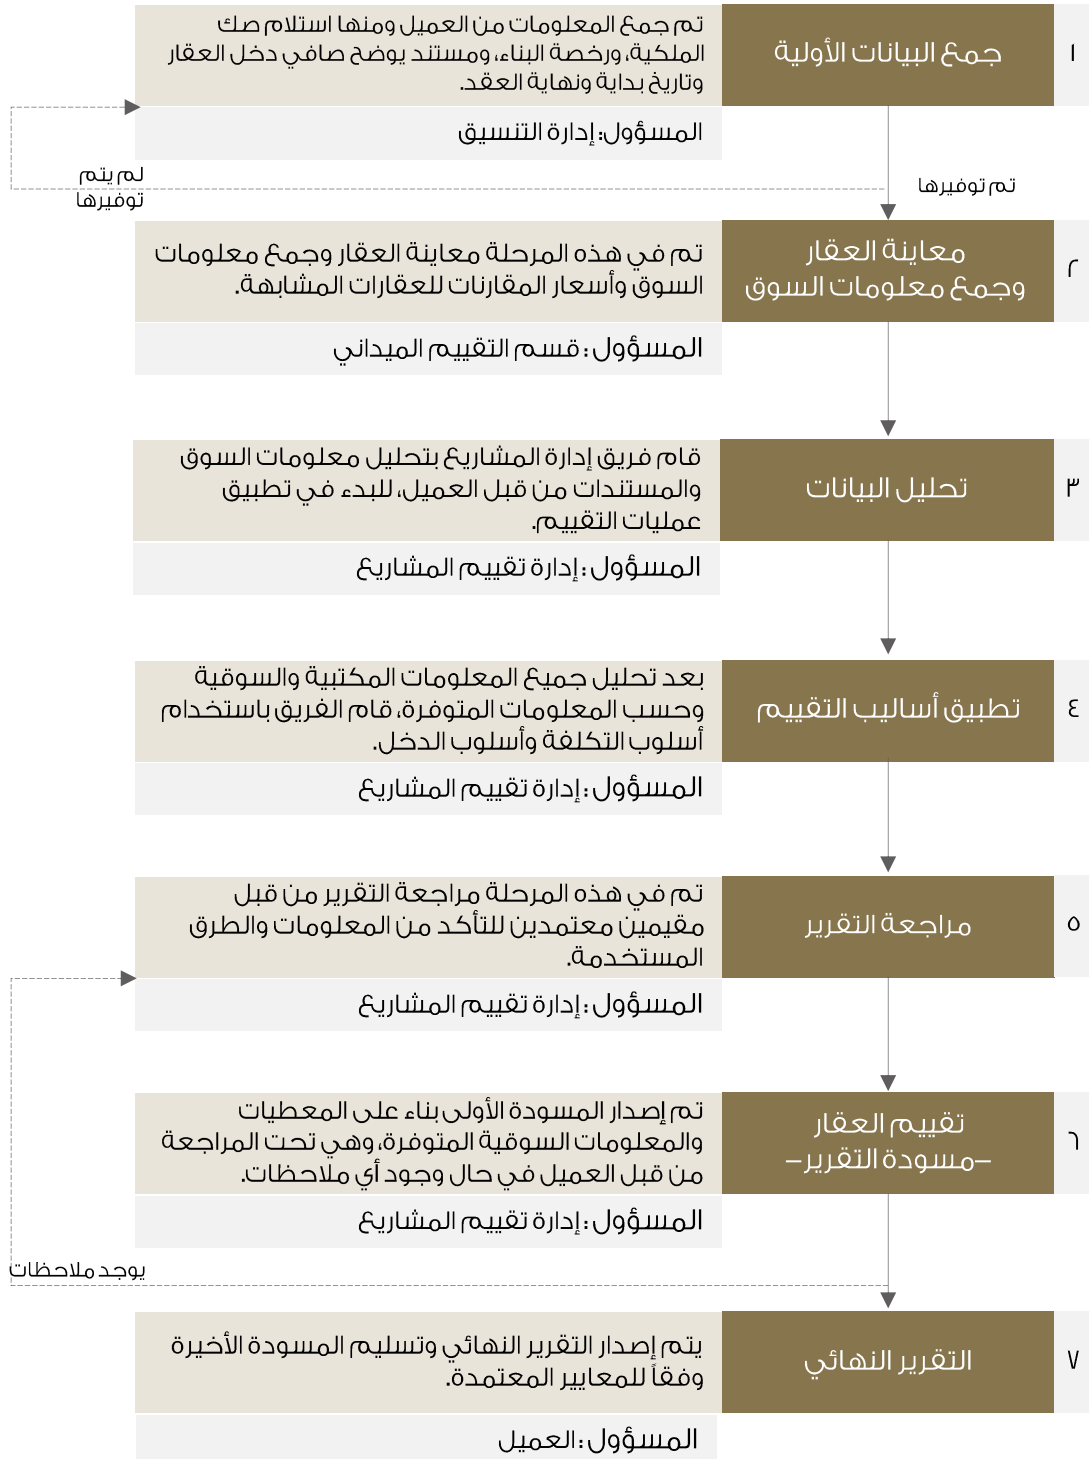 ١
جمع البيانات الأولية
تم جمع المعلومات من العميل ومنها استلام صك
الملكية، ورخصة البناء، ومستند يوضح صافي دخل العقار
وتاريخ بداية ونهاية العقد.
المسؤول: إدارة التنسيق
تم توفيرها
لم يتم
توفيرها
٢
معاينة العقار
وجمع معلومات السوق
تم في هذه المرحلة معاينة العقار وجمع معلومات
السوق وأسعار المقارنات للعقارات المشابهة.
المسؤول : قسم التقييم الميداني
٣
تحليل البيانات
قام فريق إدارة المشاريع بتحليل معلومات السوق
والمستندات من قبل العميل، للبدء في تطبيق
عمليات التقييم.
المسؤول : إدارة تقييم المشاريع
٤
تطبيق أساليب التقييم
بعد تحليل جميع المعلومات المكتبية والسوقية
وحسب المعلومات المتوفرة، قام الفريق باستخدام
أسلوب التكلفة وأسلوب الدخل.
المسؤول : إدارة تقييم المشاريع
٥
مراجعة التقرير
تم في هذه المرحلة مراجعة التقرير من قبل
مقيمين معتمدين للتأكد من المعلومات والطرق
المستخدمة.
المسؤول : إدارة تقييم المشاريع
٦
تقييم العقار
–مسودة التقرير–
تم إصدار المسودة الأولى بناء على المعطيات
والمعلومات السوقية المتوفرة، وهي تحت المراجعة
من قبل العميل في حال وجود أي ملاحظات.
المسؤول : إدارة تقييم المشاريع
يوجد ملاحظات
٧
التقرير النهائي
يتم إصدار التقرير النهائي وتسليم المسودة الأخيرة
وفقاً للمعايير المعتمدة.
المسؤول : العميل